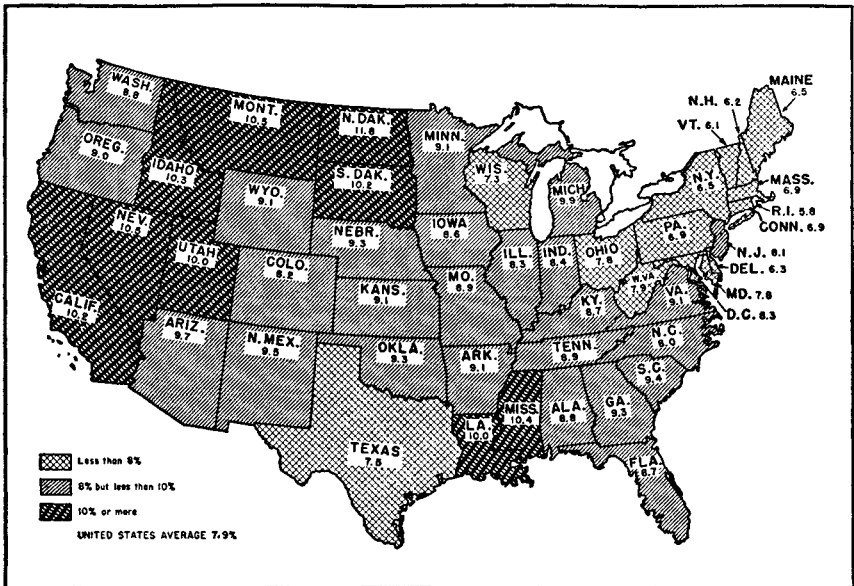 WASH.
8.8
OREG.
9.0
IDAHO
10.3
MONT.
10.5
N. DAK.
11.8
S. DAK.
10.2
MINN.
9.1
WIS.
7.3
MICH
9.9
WYO.
9.1
NEBR.
9.3
IOWA
8.6
NEV.
UTAH
10.0
COLO.
8.2
KANS.
9.1
MO.
8.9
ILL.
8.3
IND.
8.4
OHIO
7.8
CALIF.
10.2
ARIZ.
9.7
N. MEX.
9.5
OKLA.
9.3
ARK.
9.1
KY.
8.7
TENN.
8.9
W. VA.
7.9
VA.
9.1
N.C.
S.C.
9.4
GA.
9.3
ALA.
8.8
MISS.
10.4
LA.
10.0
TEXAS
7.5
FLA.
PA.
6.9
N.Y.
6.5
MAINE
6.5
N.H. 6.2
VT. 6.1
MASS.
6.9
R.I. 5.8
CONN. 6.9
N.J. 8.1
DEL. 6.3
MD. 7.8
D.C. 8.3
Less than 8%
8% but less than 10%
10% or more
UNITED STATES AVERAGE 7.9%